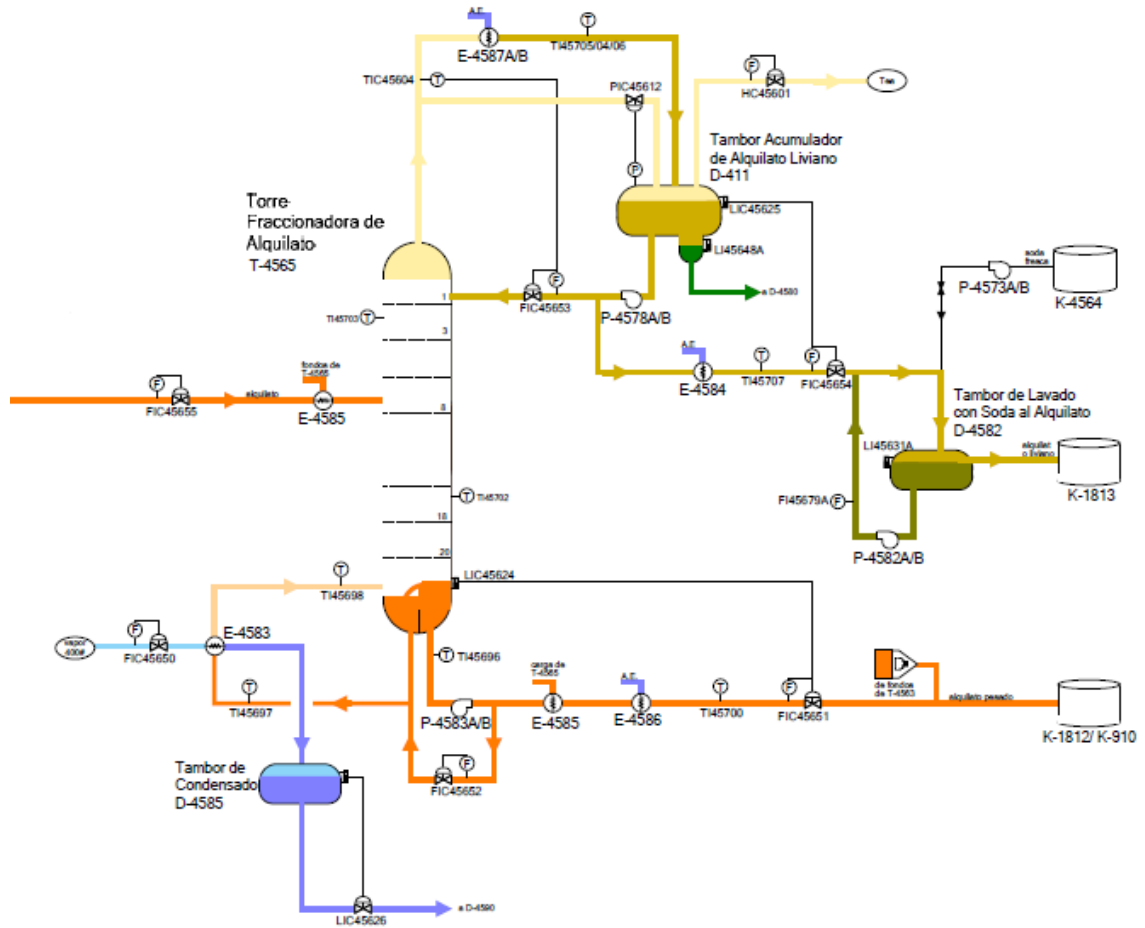 A.E.
T
E-4587A/B
TI45705/04/06
TIC45604
T
PIC45612
F
HC45601
Tea
Tambor Acumulador
de Alquilato Liviano
D-411
P
LIC45625
Torre
Fraccionadora de
Alquilato
T-4565
LI45648A
a D-4580
soda
fresca
P-4573A/B
K-4564
F
1
FIC45653
P-4578A/B
TI45703
T
3
A.E.
T
F
E-4584
TI45707
FIC45654
fondos de
T-4565
F
alquilato
FIC45655
E-4585
8
Tambor de Lavado
con Soda al Alquilato
D-4582
LI45631A
alquilat
o liviano
K-1813
T
TI45702
FI45679A
F
18
P-4582A/B
20
LIC45624
T
TI45698
vapor
400#
F
FIC45650
E-4583
T
TI45696
T
TI45697
carga de
T-4565
A.E.
T
F
de fondos
de T-4563
alquilato pesado
P-4583A/B
E-4585
E-4586
TI45700
FIC45651
K-1812/ K-910
F
FIC45652
Tambor de
Condensado
D-4585
LIC45626
a D-4590